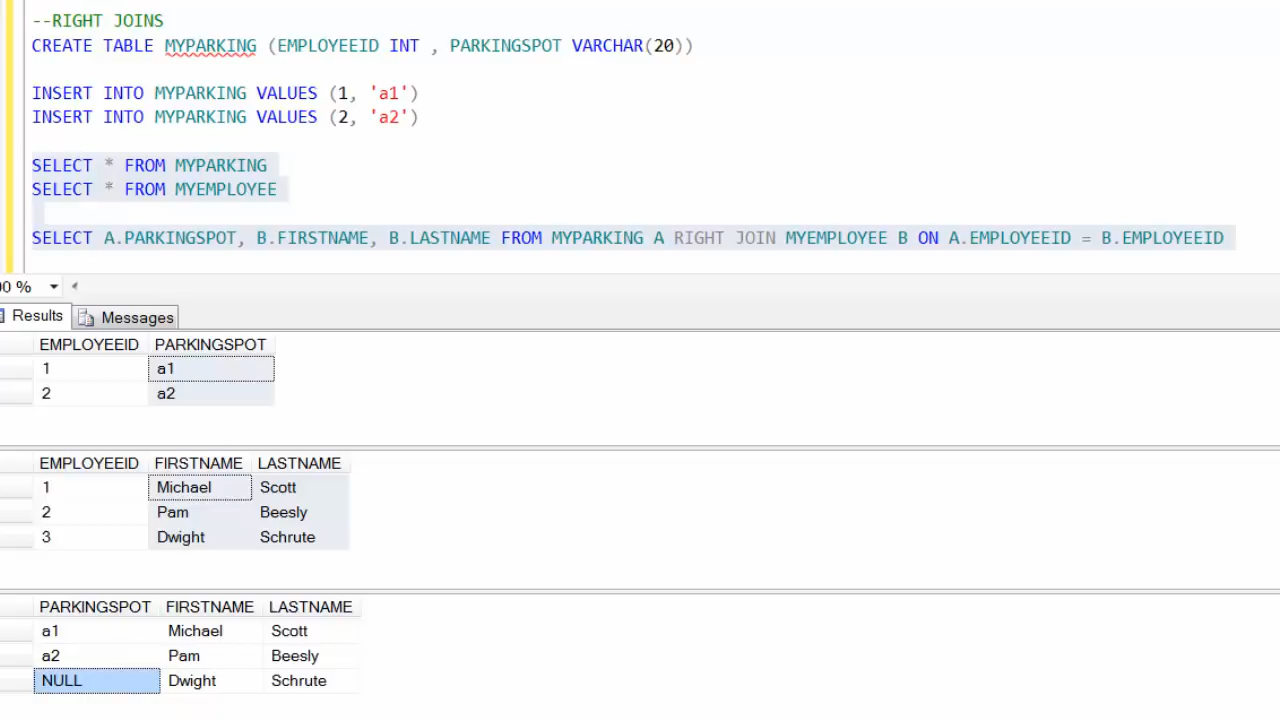 --RIGHT JOINS
CREATE TABLE MYPARKING (EMPLOYEEID INT , PARKINGSPOT VARCHAR(20))
INSERT INTO MYPARKING VALUES (1, 'a1')
INSERT INTO MYPARKING VALUES (2, 'a2')
SELECT * FROM MYPARKING
SELECT * FROM MYEMPLOYEE
SELECT A.PARKINGSPOT, B.FIRSTNAME, B.LASTNAME FROM MYPARKING A RIGHT JOIN MYEMPLOYEE B ON A.EMPLOYEEID = B.EMPLOYEEID
00 %
Results Messages
EMPLOYEEID PARKINGSPOT
1 a1
2 a2
EMPLOYEEID FIRSTNAME LASTNAME
1 Michael Scott
2 Pam Beesly
3 Dwight Schrute
PARKINGSPOT FIRSTNAME LASTNAME
a1 Michael Scott
a2 Pam Beesly
NULL Dwight Schrute